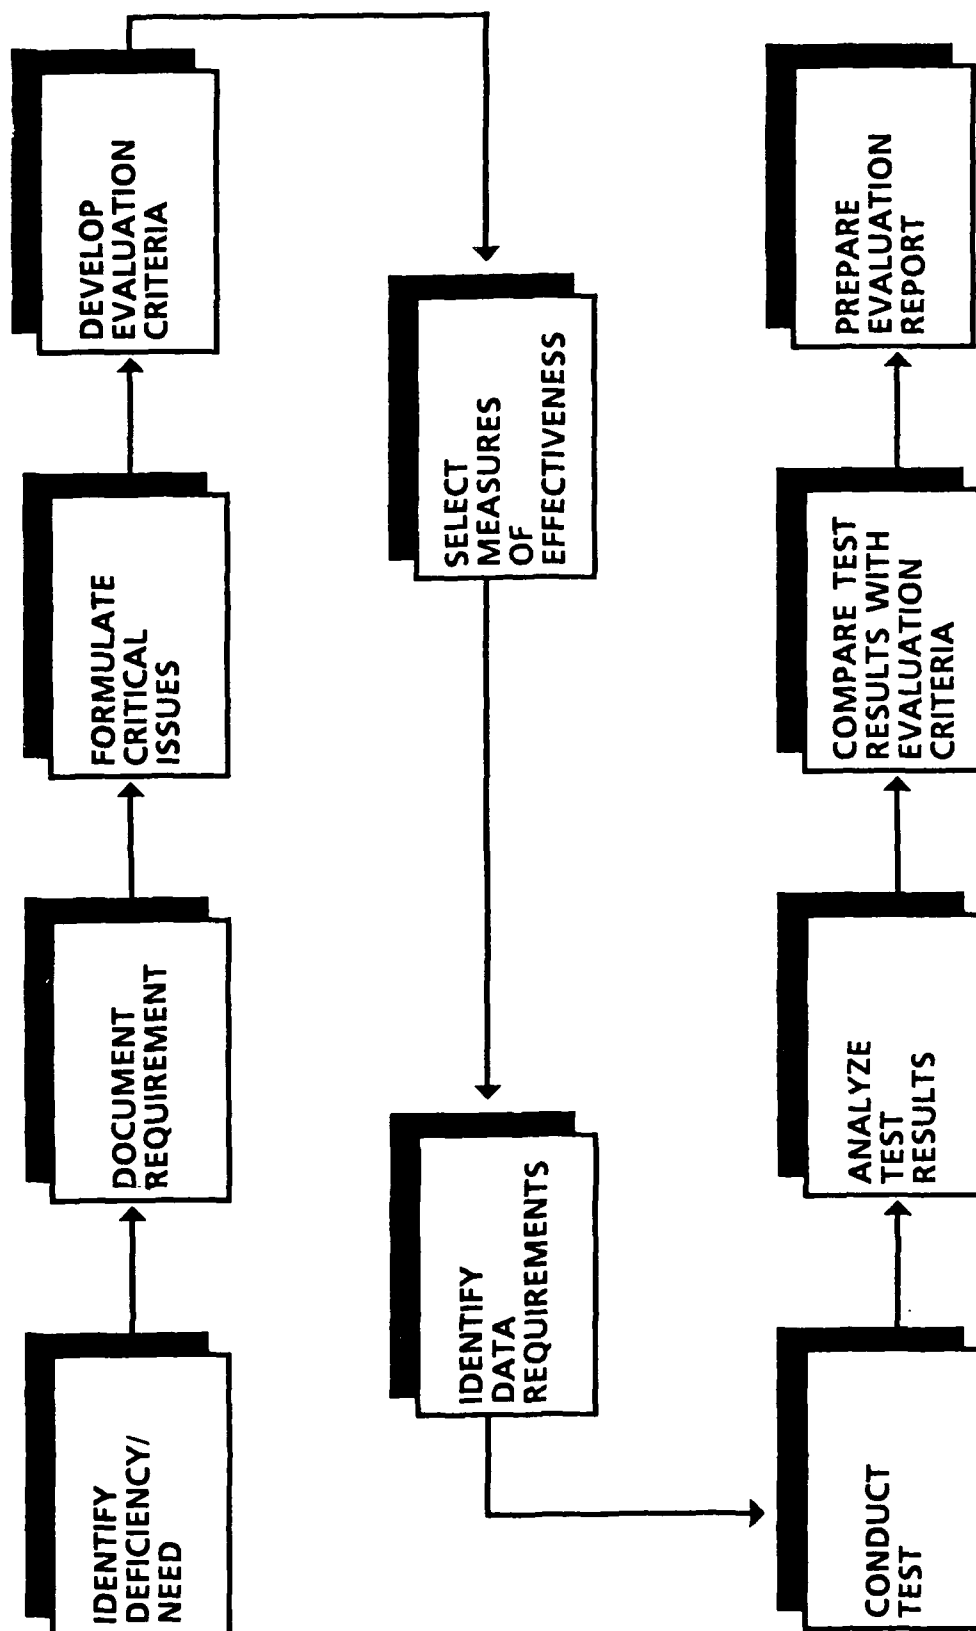 IDENTIFY
DEFICIENCY/
NEED
DOCUMENT
REQUIREMENT
FORMULATE
CRITICAL
ISSUES
DEVELOP
EVALUATION
CRITERIA
SELECT
MEASURES
OF
EFFECTIVENESS
IDENTIFY
DATA
REQUIREMENTS
CONDUCT
TEST
ANALYZE
TEST
RESULTS
COMPARE TEST
RESULTS WITH
EVALUATION
CRITERIA
PREPARE
EVALUATION
REPORT